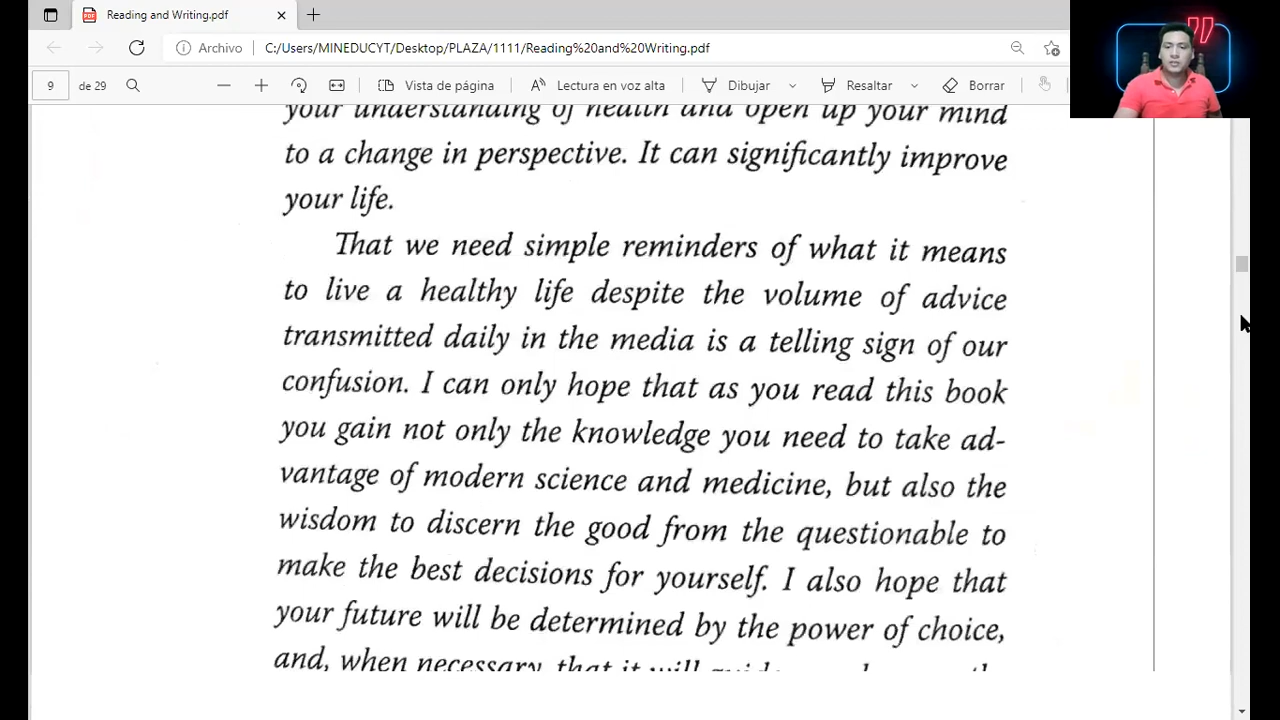 Reading and Writing.pdf
Archivo C:/Users/MINEDUCYT/Desktop/PLAZA/1111/Reading%20and%20Writing.pdf
9 de 29 Vista de página Lectura en voz alta Dibujar Resaltar Borrar
your understanding of health and open up your mind
to a change in perspective. It can significantly improve
your life.
That we need simple reminders of what it means
to live a healthy life despite the volume of advice
transmitted daily in the media is a telling sign of our
confusion. I can only hope that as you read this book
you gain not only the knowledge you need to take ad-
vantage of modern science and medicine, but also the
wisdom to discern the good from the questionable to
make the best decisions for yourself. I also hope that
your future will be determined by the power of choice,
and, when necessary, that it will